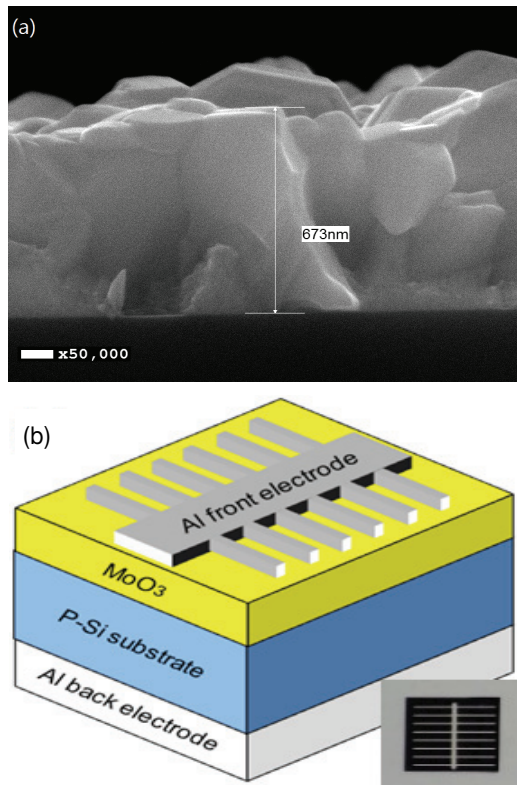 (a)
673nm
x50,000
(b)
Al front electrode
MoO3
P-Si substrate
Al back electrode